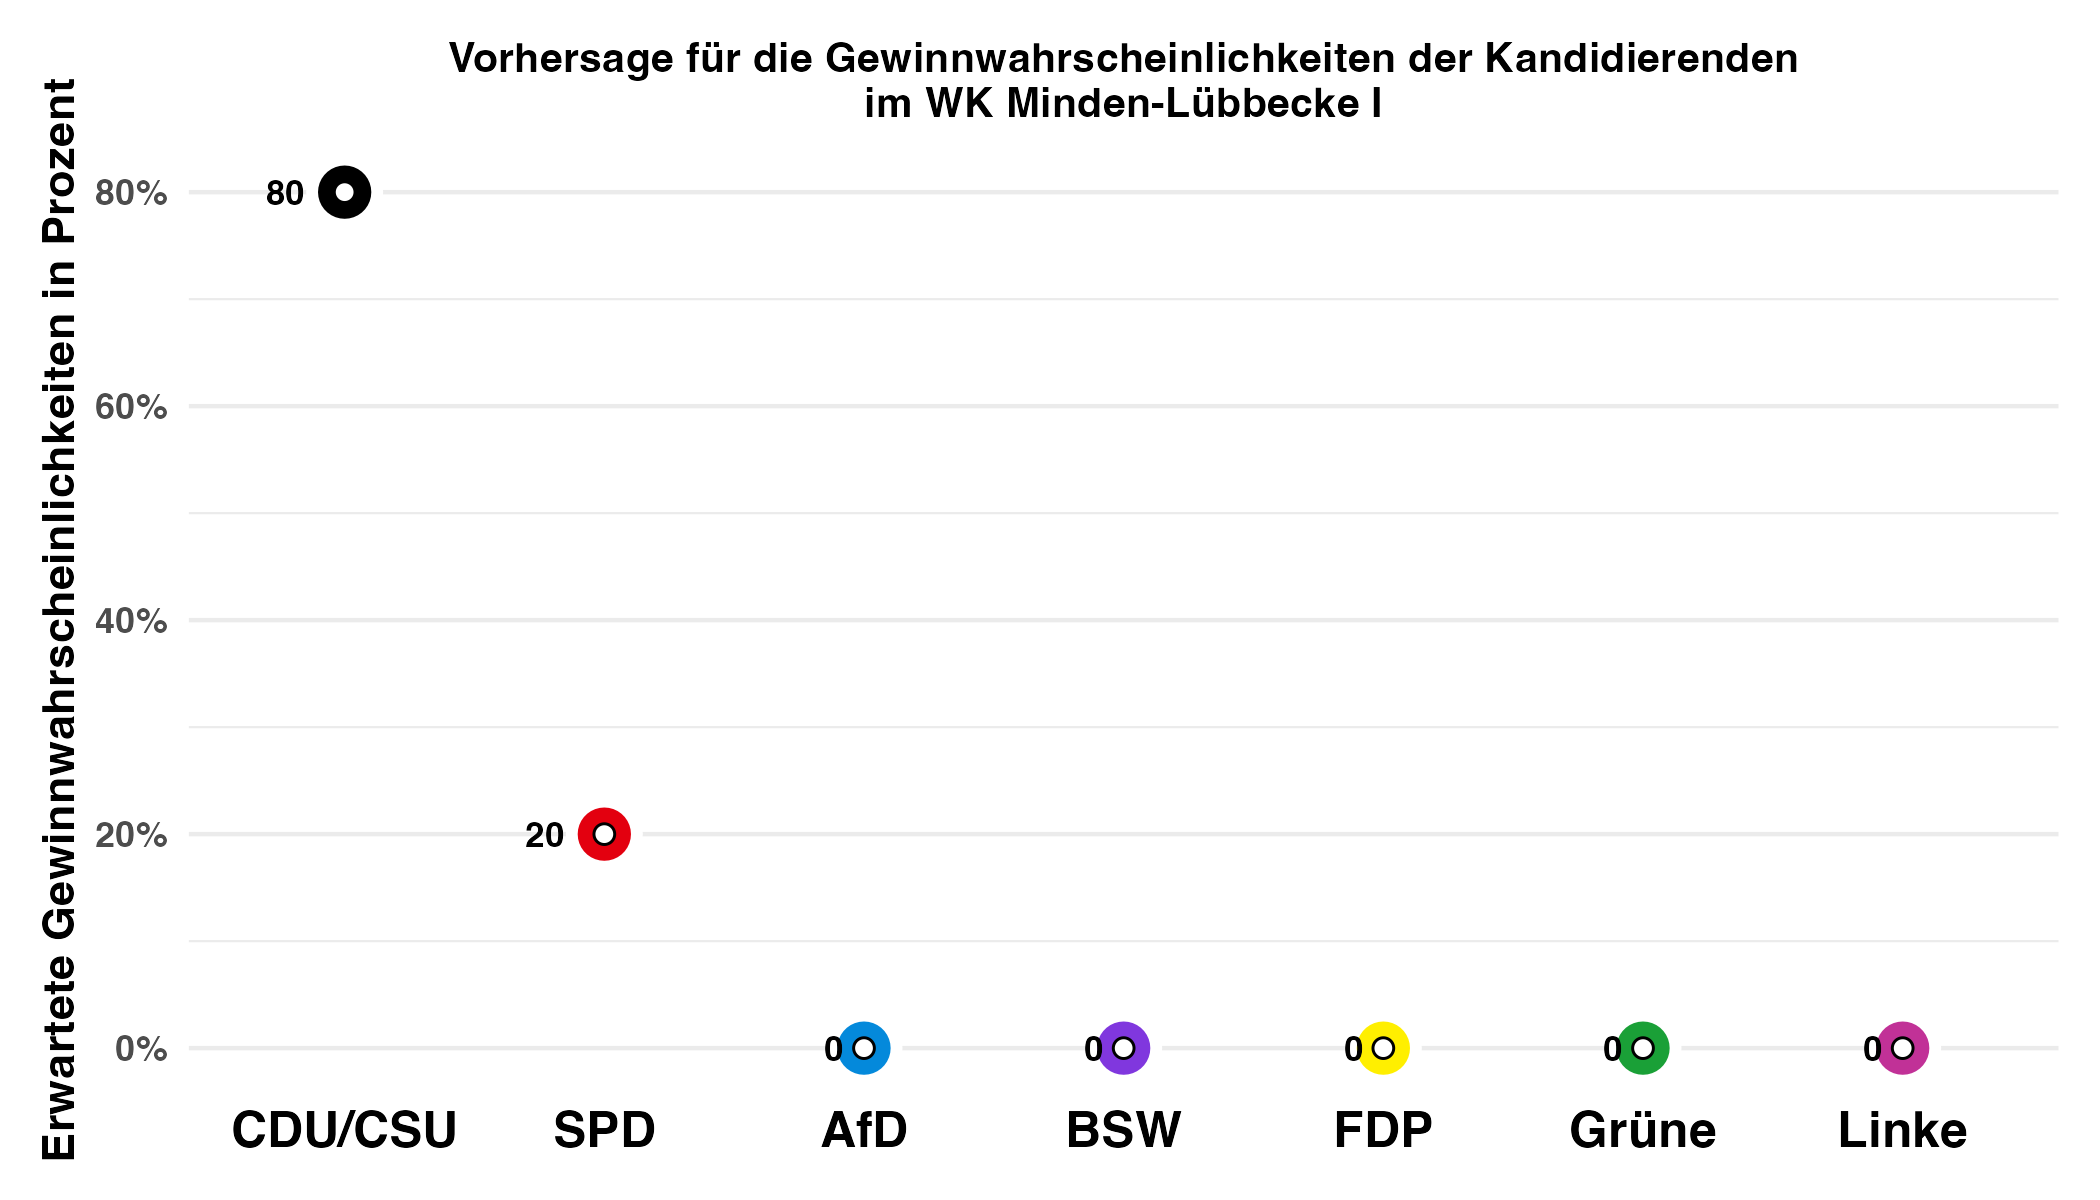 Vorhersage für die Gewinnwahrscheinlichkeiten der Kandidierenden
im WK Minden-Lübbecke I
Erwartete Gewinnwahrscheinlichkeiten in Prozent
80%
60%
40%
20%
0%
80
20
0
0
0
0
0
CDU/CSU
SPD
AfD
BSW
FDP
Grüne
Linke